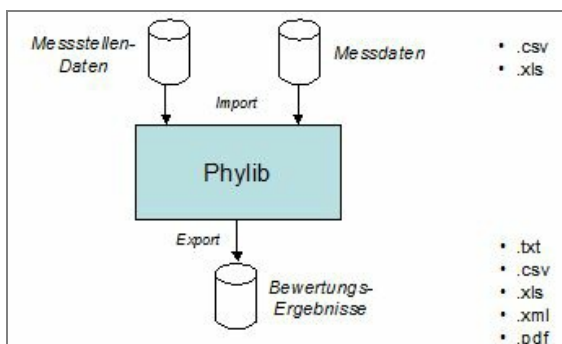 Messstellen-
Daten
Messdaten
• .csv
• .xls
Import
Phylib
Export
Bewertungs-
Ergebnisse
• .txt
• .csv
• .xls
• .xml
• .pdf